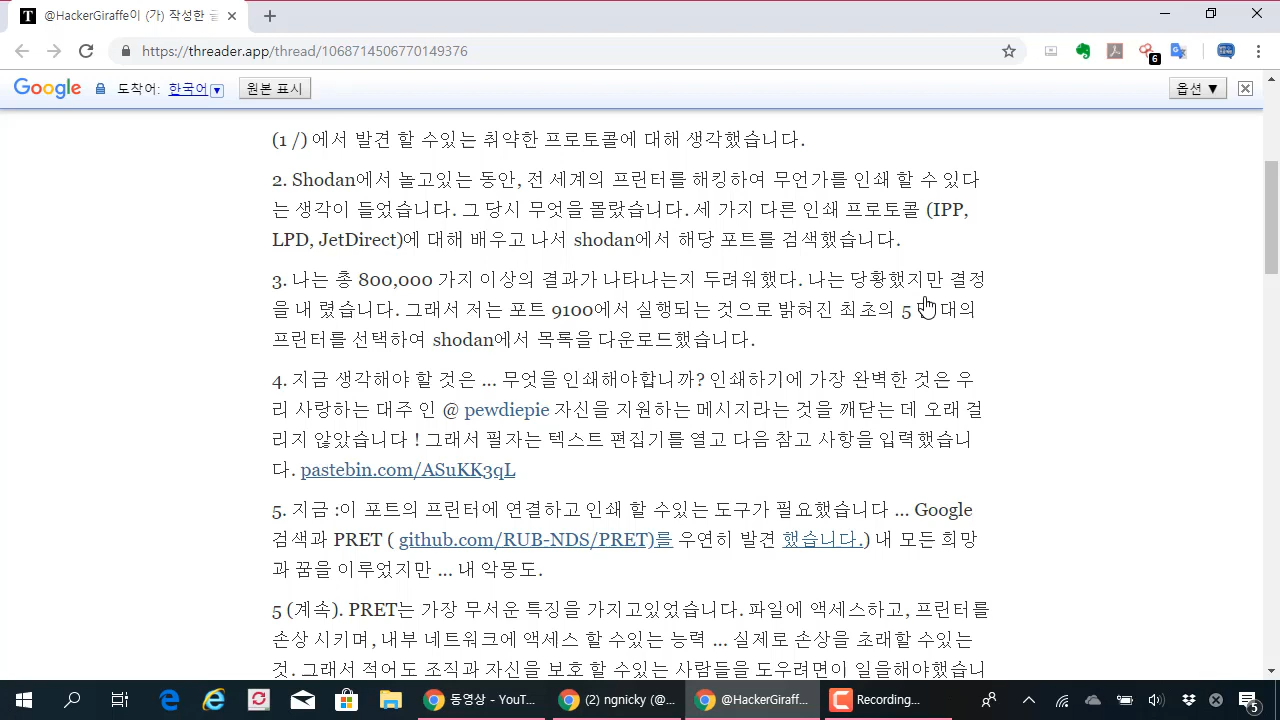 @HackerGiraffe이 (가) 작성한
https://threader.app/thread/1068714506770149376
6
Google 도착어: 한국어 원본 표시 옵션 ▼
(1 /) 에서 발견 할 수있는 취약한 프로토콜에 대해 생각했습니다.
2. Shodan에서 놀고있는 동안, 전 세계의 프린터를 해킹하여 무언가를 인쇄 할 수 있다
는 생각이 들었습니다. 그 당시 무엇을 몰랐습니다. 세 가지 다른 인쇄 프로토콜 (IPP,
LPD, JetDirect)에 대해 배우고 나서 shodan에서 해당 포트를 검색했습니다.
3. 나는 총 800,000 가지 이상의 결과가 나타나는지 두려워했다. 나는 당황했지만 결정
을 내 렸습니다. 그래서 저는 포트 9100에서 실행되는 것으로 밝혀진 최초의 5 대의
프린터를 선택하여 shodan에서 목록을 다운로드했습니다.
4. 지금 생각해야 할 것은 ... 무엇을 인쇄해야합니까? 인쇄하기에 가장 완벽한 것은 우
리 사랑하는 대주 인 @ pewdiepie 자신을 지원하는 메시지라는 것을 깨닫는 데 오래 걸
리지 않았습니다 ! 그래서 필자는 텍스트 편집기를 열고 다음 참고 사항을 입력했습니
다. pastebin.com/ASuKK3qL
5. 지금 :이 포트의 프린터에 연결하고 인쇄 할 수있는 도구가 필요했습니다 ... Google
검색과 PRET ( github.com/RUB-NDS/PRET)를 우연히 발견 했습니다.) 내 모든 희망
과 꿈을 이루었지만 ... 내 악몽도.
5 (계속). PRET는 가장 무서운 특징을 가지고있었습니다. 파일에 액세스하고, 프린터를
손상 시키며, 내부 네트워크에 액세스 할 수있는 능력 ... 실제로 손상을 초래할 수있는
것. 그래서 적어도 조직과 자신을 보호 할 수있는 사람들을 도우려면이 일을해야했습니
동영상 - YouT... (2) ngnicky (@... @HackerGiraff... Recording... 5